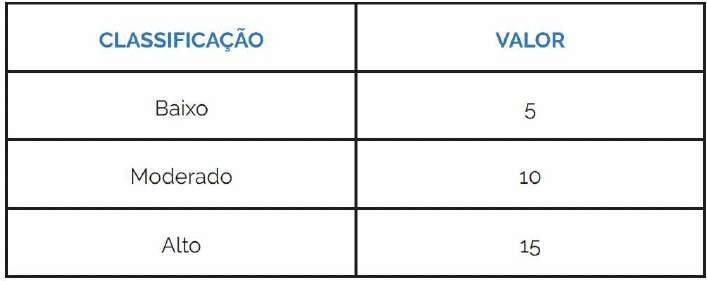 CLASSIFICAÇÃO VALOR
Baixo 5
Moderado 10
Alto 15